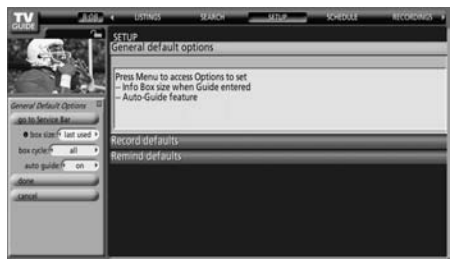 TV
GUIDE
LISTINGS
SEARCH
SETUP
SCHEDULE
RECORDINGS
SETUP
General default options
Press Menu to access Options to set
– Info Box size when Guide entered
– Auto-Guide feature
Record defaults
Remind defaults
General Default Options
go to Service Bar
box size: last used
box cycle: all
auto guide: on
done
cancel